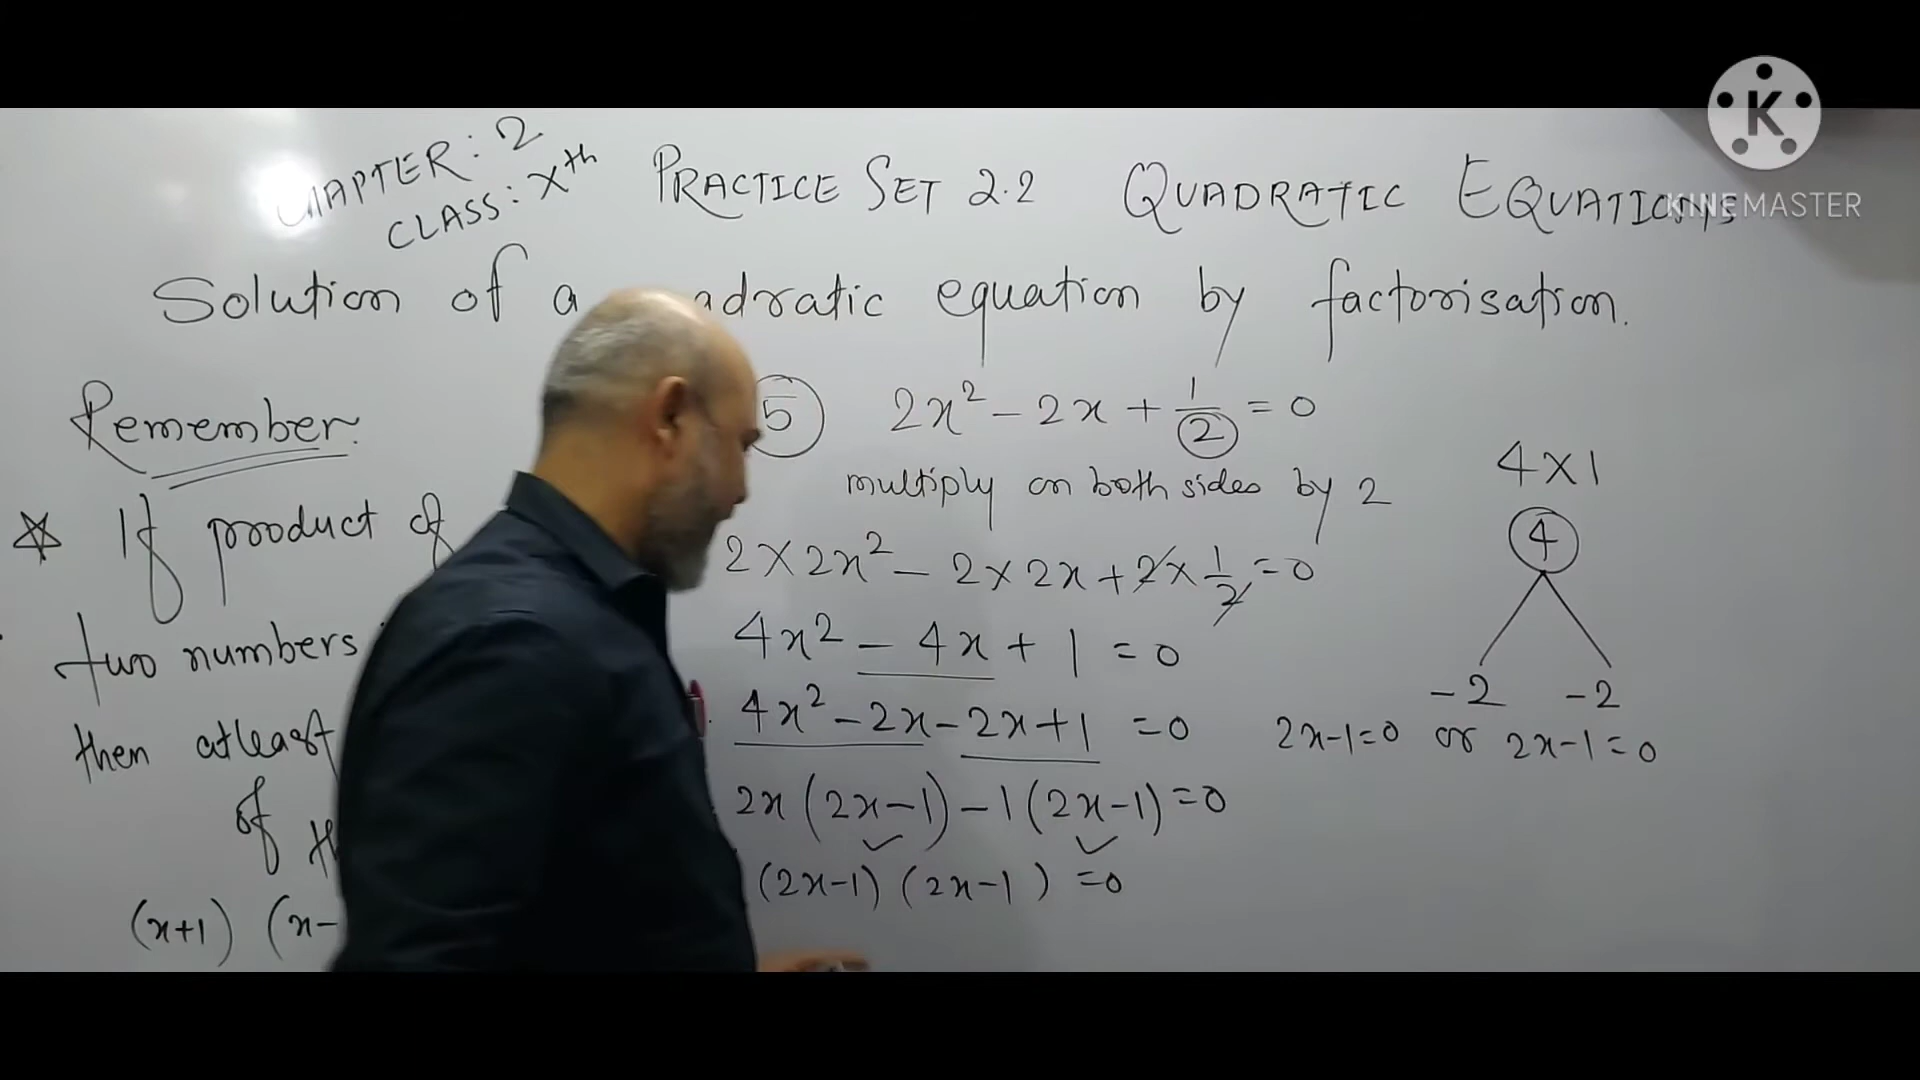 CHAPTER: 2
CLASS: Xth
PRACTICE SET 2.2 QUADRATIC EQUATIONS
K
KINEMASTER
Solution of a adratic equation by factorisation.
Remember.
☆ If product of
two numbers
then atleast
of th
(x+1) (x-
5 2x² - 2x + 1/2 = 0
multiply on both sides by 2
2 × 2x² - 2 × 2x + 2 × 1/2 = 0
4x² - 4x + 1 = 0
4x² - 2x - 2x + 1 = 0
2x (2x-1) - 1 (2x-1) = 0
(2x-1) (2x-1) = 0
4×1
4
-2 -2
2x-1=0 or 2x-1=0